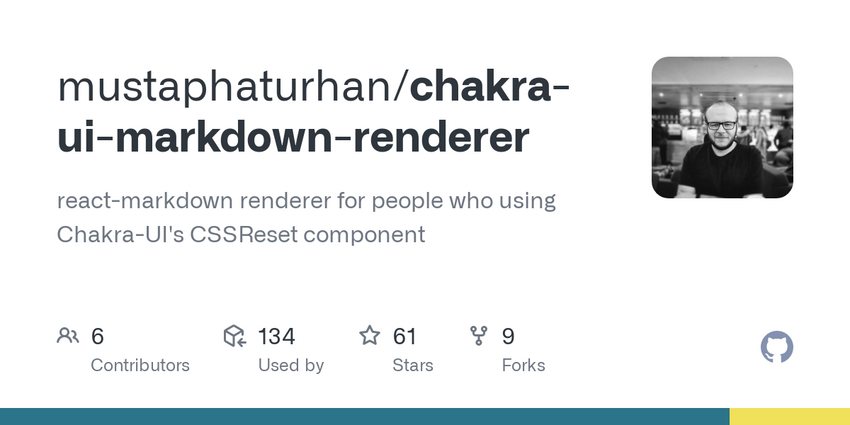 mustaphaturhan/chakra-
ui-markdown-renderer
react-markdown renderer for people who using
Chakra-UI's CSSReset component
6 134 61 9
Contributors Used by Stars Forks